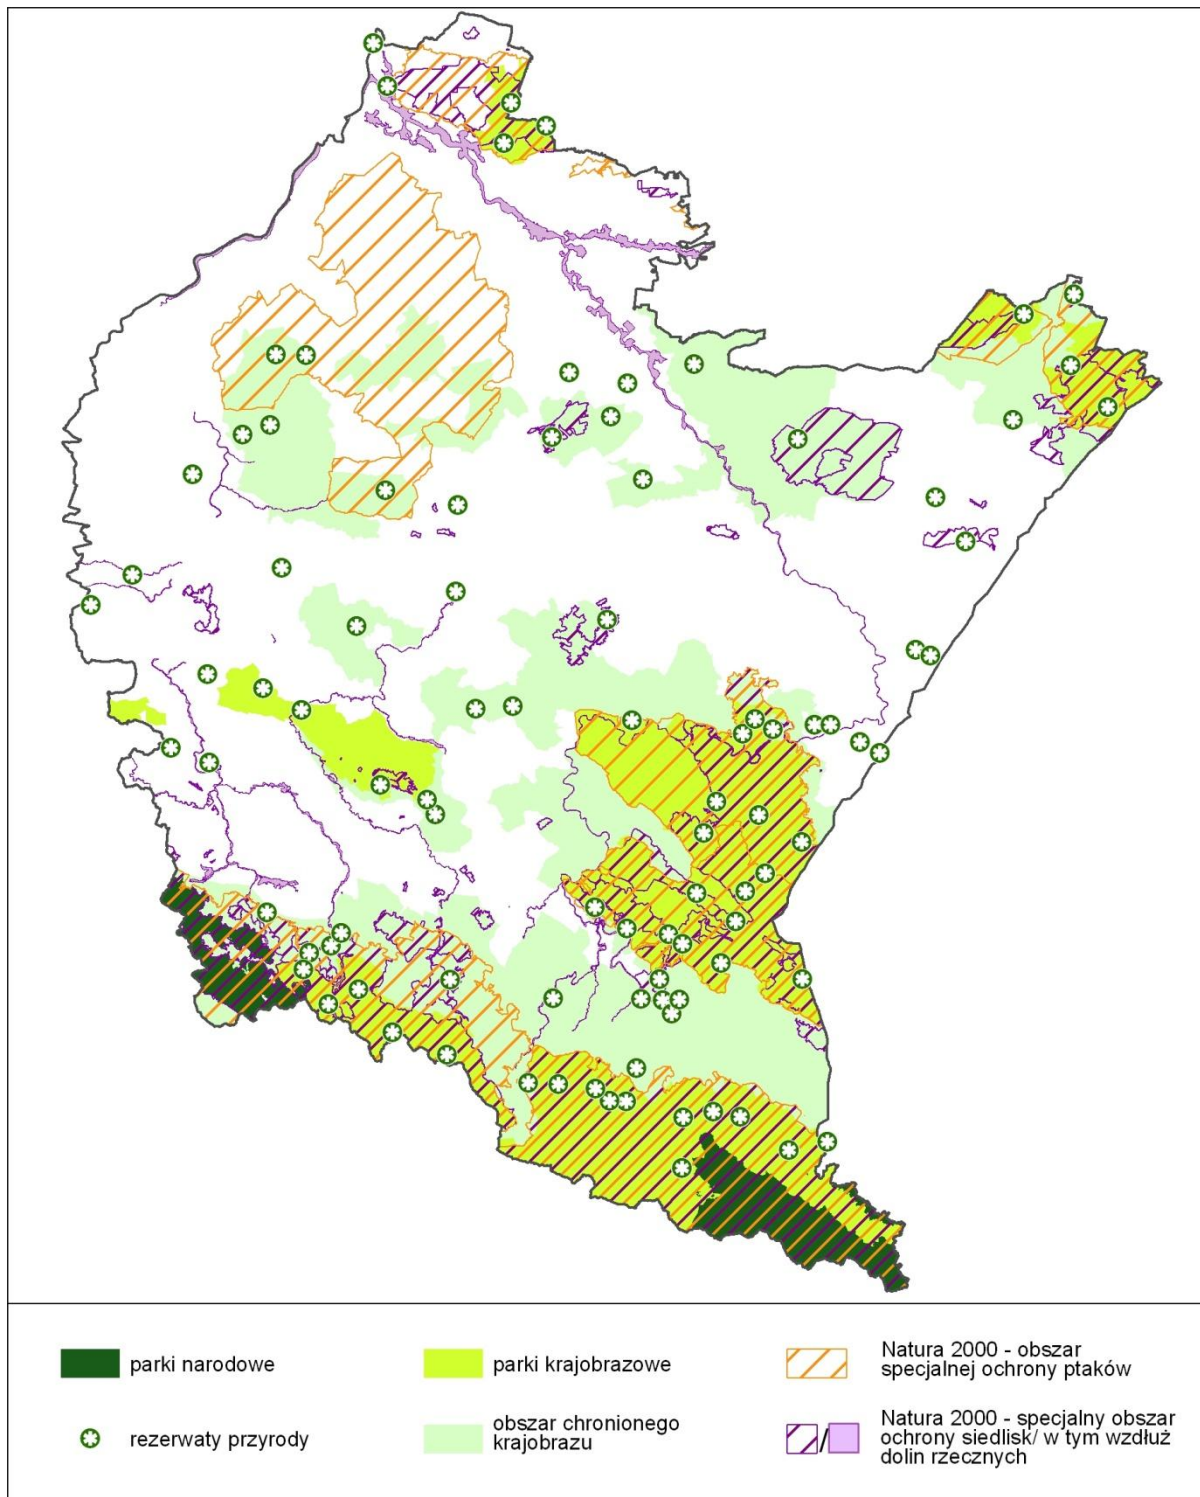 parki narodowe
rezerwaty przyrody
parki krajobrazowe
obszar chronionego
krajobrazu
Natura 2000 - obszar
specjalnej ochrony ptaków
/
Natura 2000 - specjalny obszar
ochrony siedlisk/ w tym wzdłuż
dolin rzecznych